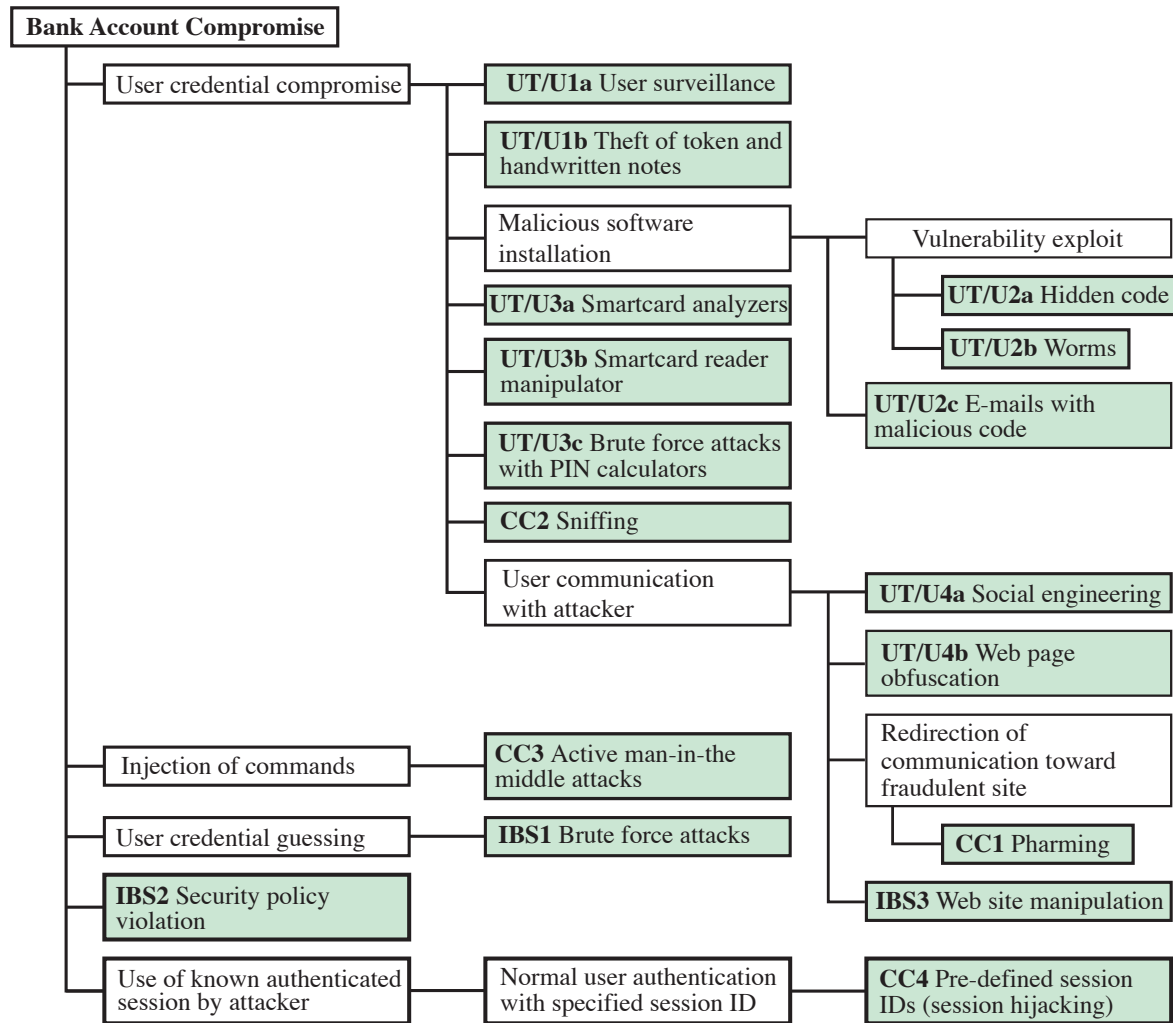 Bank Account Compromise
User credential compromise
UT/U1a User surveillance
UT/U1b Theft of token and
handwritten notes
Malicious software
installation
Vulnerability exploit
UT/U2a Hidden code
UT/U2b Worms
UT/U2c E-mails with
malicious code
UT/U3a Smartcard analyzers
UT/U3b Smartcard reader
manipulator
UT/U3c Brute force attacks
with PIN calculators
CC2 Sniffing
User communication
with attacker
UT/U4a Social engineering
UT/U4b Web page
obfuscation
Redirection of
communication toward
fraudulent site
CC1 Pharming
IBS3 Web site manipulation
Injection of commands
CC3 Active man-in-the
middle attacks
User credential guessing
IBS1 Brute force attacks
IBS2 Security policy
violation
Use of known authenticated
session by attacker
Normal user authentication
with specified session ID
CC4 Pre-defined session
IDs (session hijacking)